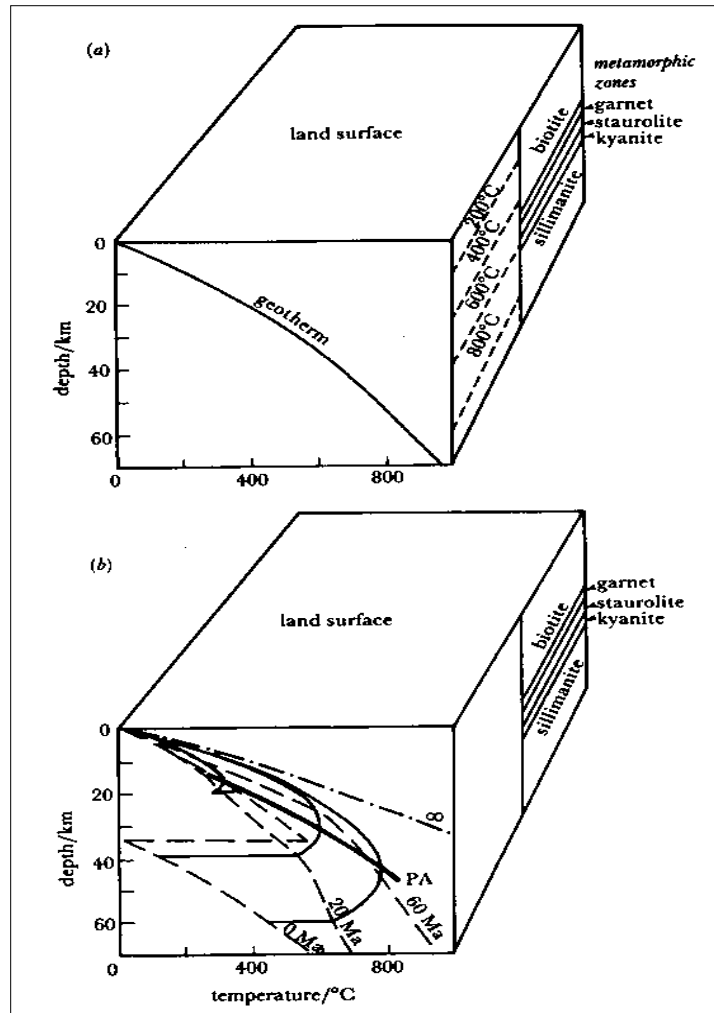 (a)
metamorphic
zones
garnet
staurolite
kyanite
biotite
sillimanite
land surface
200°C
400°C
600°C
800°C
geotherm
depth/km
0
20
40
60
0
400
800
(b)
garnet
staurolite
kyanite
biotite
sillimanite
land surface
∞
PA
0 Ma
20 Ma
60 Ma
depth/km
0
20
40
60
0
400
800
temperature/°C